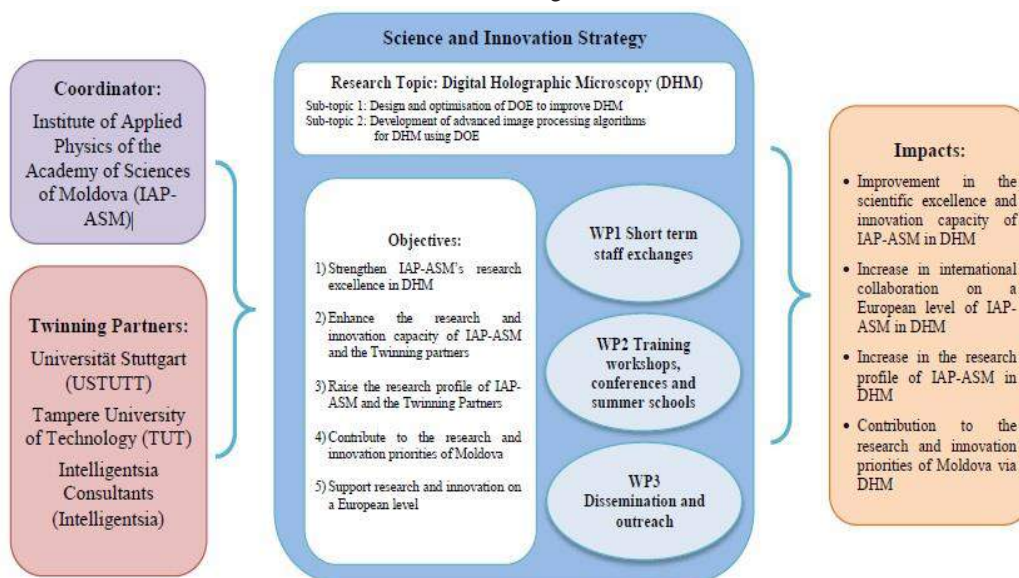 Coordinator:
Institute of Applied
Physics of the
Academy of Sciences
of Moldova (IAP-
ASM)
Twinning Partners:
Universität Stuttgart
(USTUTT)
Tampere University
of Technology (TUT)
Intelligentsia
Consultants
(Intelligentsia)
Science and Innovation Strategy
Research Topic: Digital Holographic Microscopy (DHM)
Sub-topic 1: Design and optimisation of DOE to improve DHM
Sub-topic 2: Development of advanced image processing algorithms
for DHM using DOE
Objectives:
1) Strengthen IAP-ASM's research
excellence in DHM
2) Enhance the research and
innovation capacity of IAP-ASM
and the Twinning partners
3) Raise the research profile of IAP-
ASM and the Twinning Partners
4) Contribute to the research and
innovation priorities of Moldova
5) Support research and innovation on
a European level
WP1 Short term
staff exchanges
WP2 Training
workshops,
conferences and
summer schools
WP3
Dissemination and
outreach
Impacts:
• Improvement in the
scientific excellence and
innovation capacity of
IAP-ASM in DHM
• Increase in international
collaboration on a
European level of IAP-
ASM in DHM
• Increase in the research
profile of IAP-ASM in
DHM
• Contribution to the
research and innovation
priorities of Moldova via
DHM